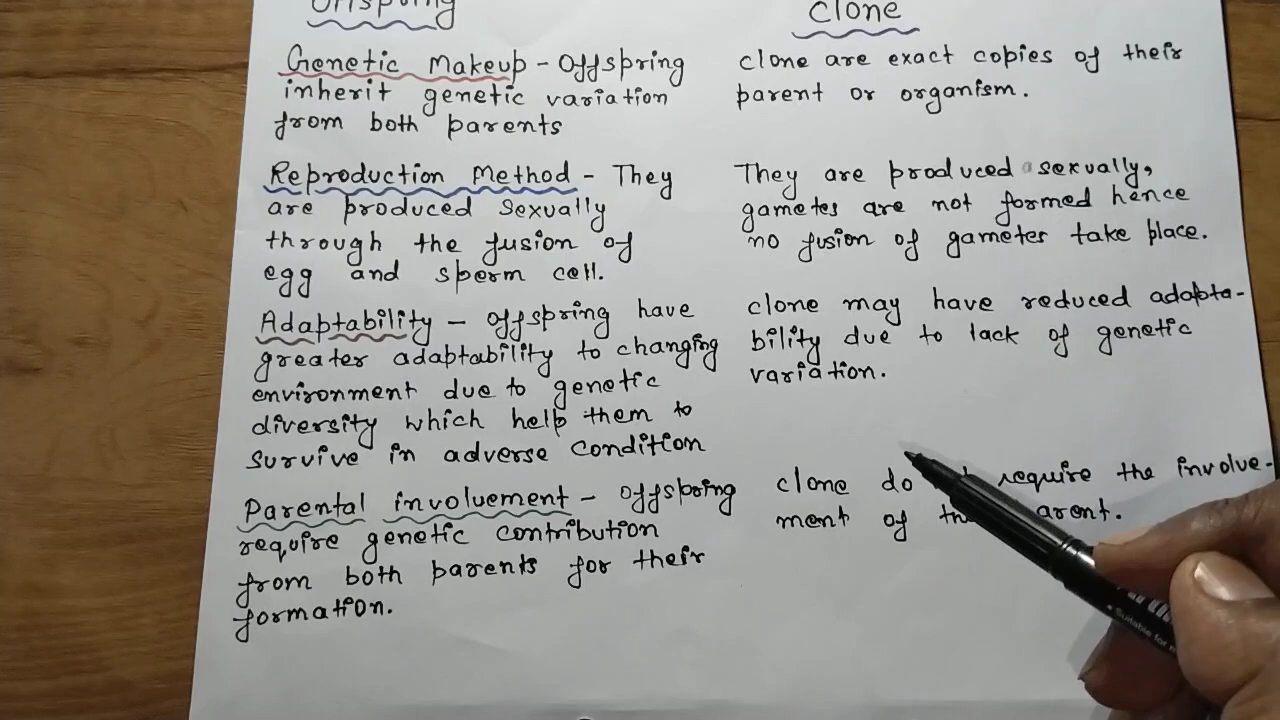 Offspring
Genetic Makeup - Offspring
inherit genetic variation
from both parents
Reproduction Method - They
are produced sexually
through the fusion of
egg and sperm cell.
Adaptability - Offspring have
greater adaptability to changing
environment due to genetic
diversity which help them to
survive in adverse condition
Parental involvement - Offspring
require genetic contribution
from both parents for their
formation.
Clone
clone are exact copies of their
parent or organism.
They are produced asexually,
gametes are not formed hence
no fusion of gametes take place.
clone may have reduced adapta-
bility due to lack of genetic
variation.
clone do require the involve-
ment of
Suitable for